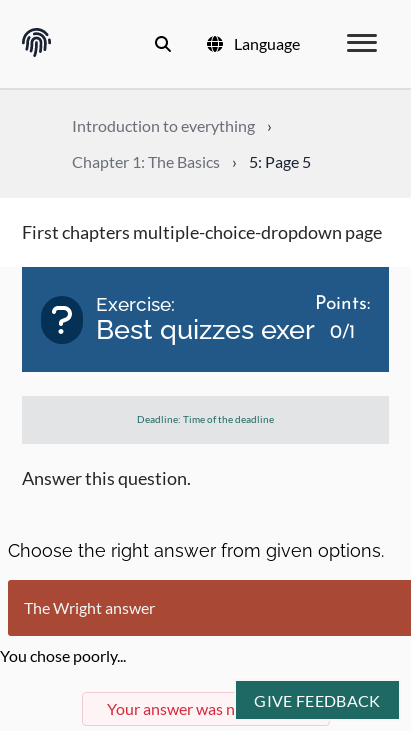 Language
Introduction to everything ›
Chapter 1: The Basics › 5: Page 5
First chapters multiple-choice-dropdown page
?
Exercise:
Best quizzes exer
Points:
0/1
Deadline: Time of the deadline
Answer this question.
Choose the right answer from given options.
The Wright answer
You chose poorly...
Your answer was n
GIVE FEEDBACK